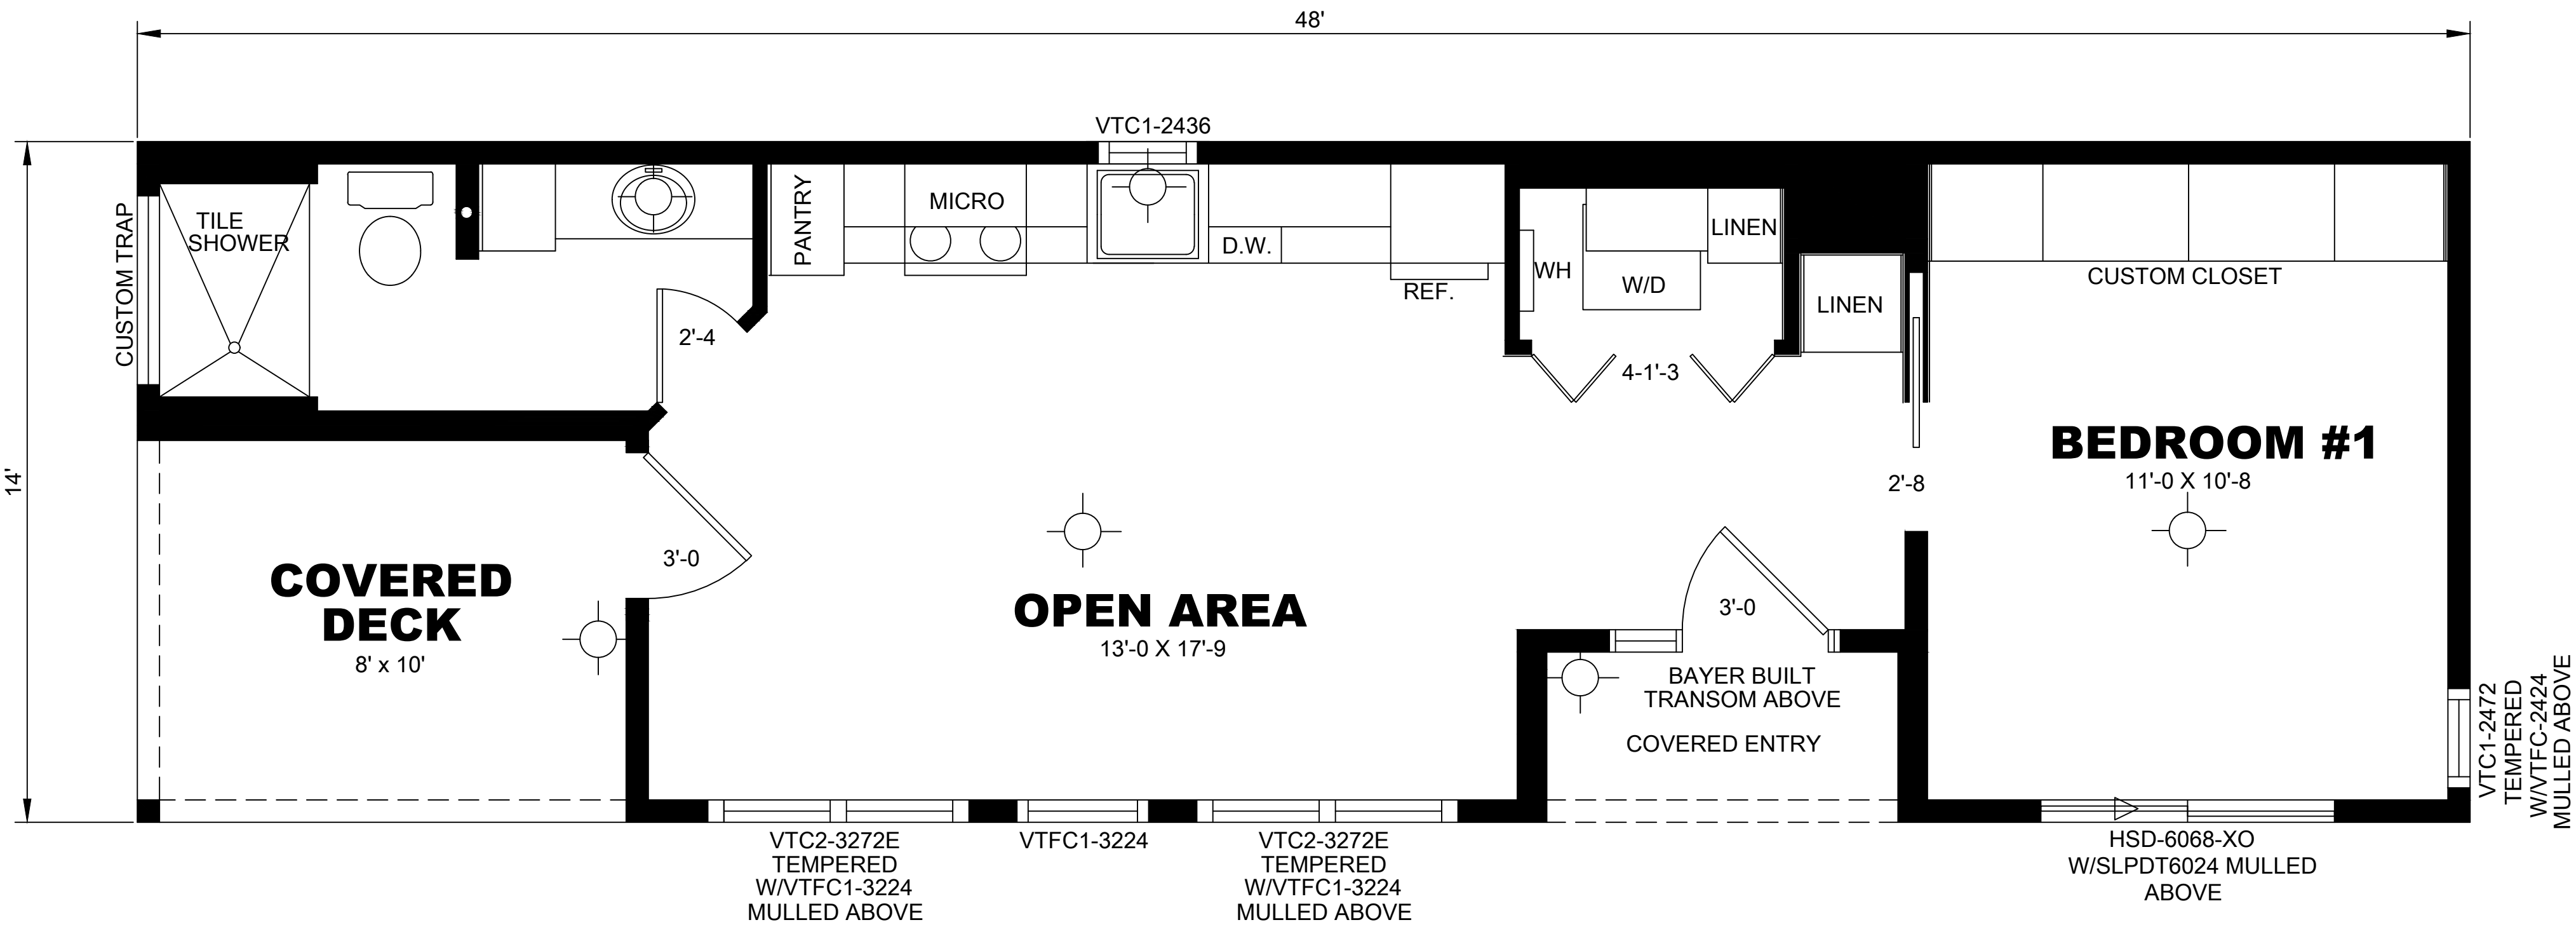 48'
VTC1-2436
14'
CUSTOM TRAP
TILE
SHOWER
2'-4
PANTRY
MICRO
D.W.
REF.
WH
W/D
LINEN
4-1'-3
LINEN
CUSTOM CLOSET
BEDROOM #1
11'-0 X 10'-8
2'-8
COVERED
DECK
8' x 10'
3'-0
OPEN AREA
13'-0 X 17'-9
3'-0
BAYER BUILT
TRANSOM ABOVE
COVERED ENTRY
VTC1-2472
TEMPERED
W/VTFC-2424
MULLED ABOVE
VTC2-3272E
TEMPERED
W/VTFC1-3224
MULLED ABOVE
VTFC1-3224
VTC2-3272E
TEMPERED
W/VTFC1-3224
MULLED ABOVE
HSD-6068-XO
W/SLPDT6024 MULLED
ABOVE